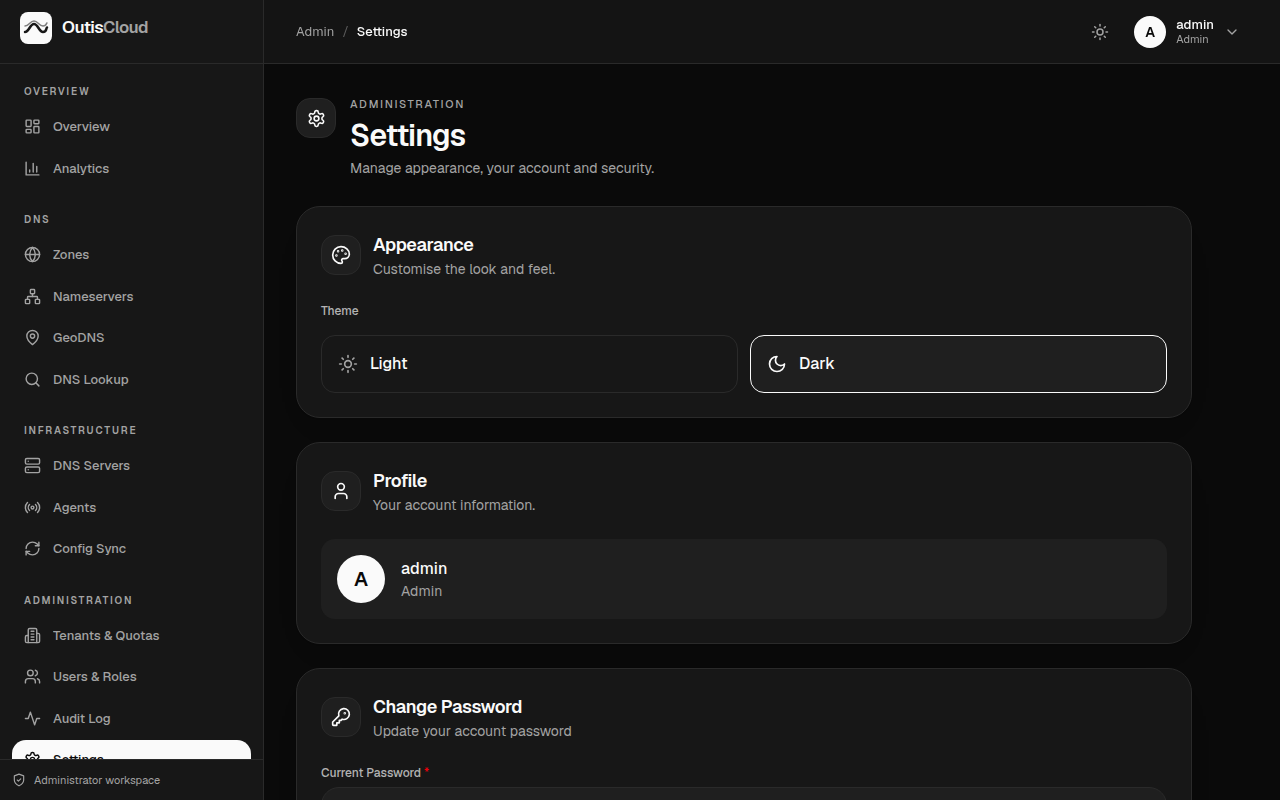 OutisCloud
Admin / Settings
A
admin
Admin
OVERVIEW
Overview
Analytics
DNS
Zones
Nameservers
GeoDNS
DNS Lookup
INFRASTRUCTURE
DNS Servers
Agents
Config Sync
ADMINISTRATION
Tenants & Quotas
Users & Roles
Audit Log
Settings
Administrator workspace
ADMINISTRATION
Settings
Manage appearance, your account and security.
Appearance
Customise the look and feel.
Theme
Light
Dark
Profile
Your account information.
A
admin
Admin
Change Password
Update your account password
Current Password *